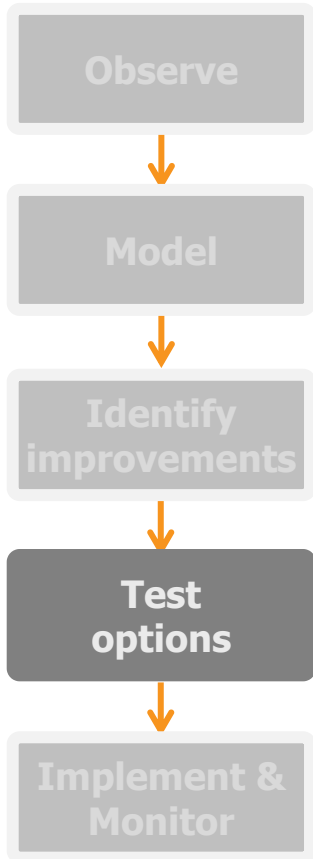 Observe
Model
Identify
improvements
Test
options
Implement &
Monitor